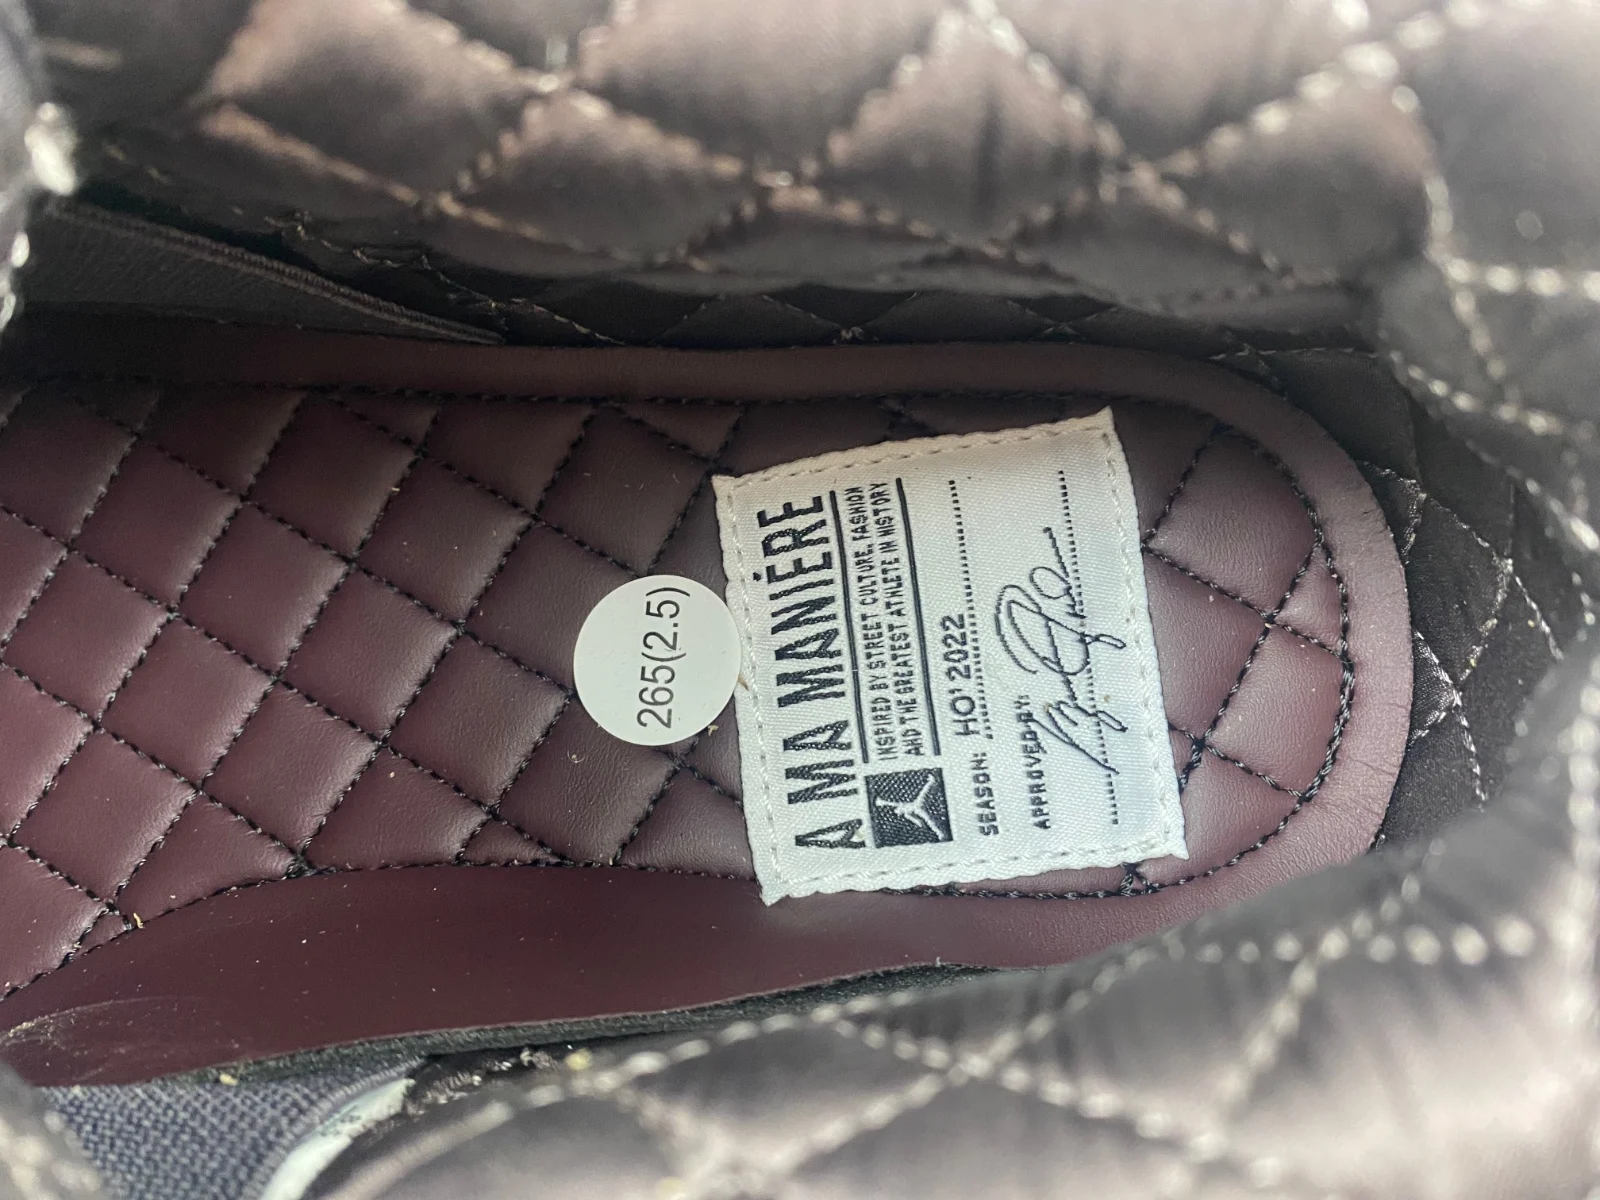 265(2.5)
A MA MANIÉRE
INSPIRED BY STREET CULTURE, FASHION
AND THE GREATEST ATHLETE IN HISTORY
SEASON: HO' 2022
APPROVED BY: